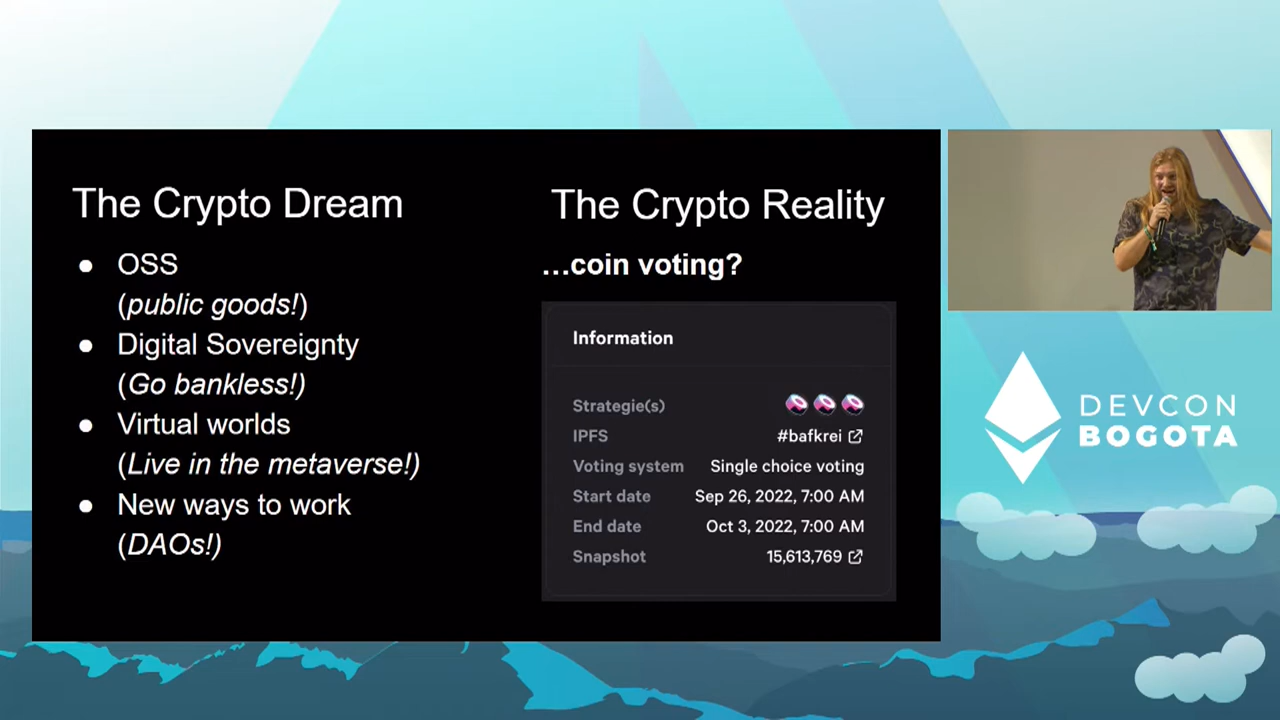 The Crypto Dream
● OSS
(public goods!)
● Digital Sovereignty
(Go bankless!)
● Virtual worlds
(Live in the metaverse!)
● New ways to work
(DAOs!)
The Crypto Reality
…coin voting?
Information
Strategie(s)
IPFS #bafkrei
Voting system Single choice voting
Start date Sep 26, 2022, 7:00 AM
End date Oct 3, 2022, 7:00 AM
Snapshot 15,613,769
DEVCON
BOGOTA